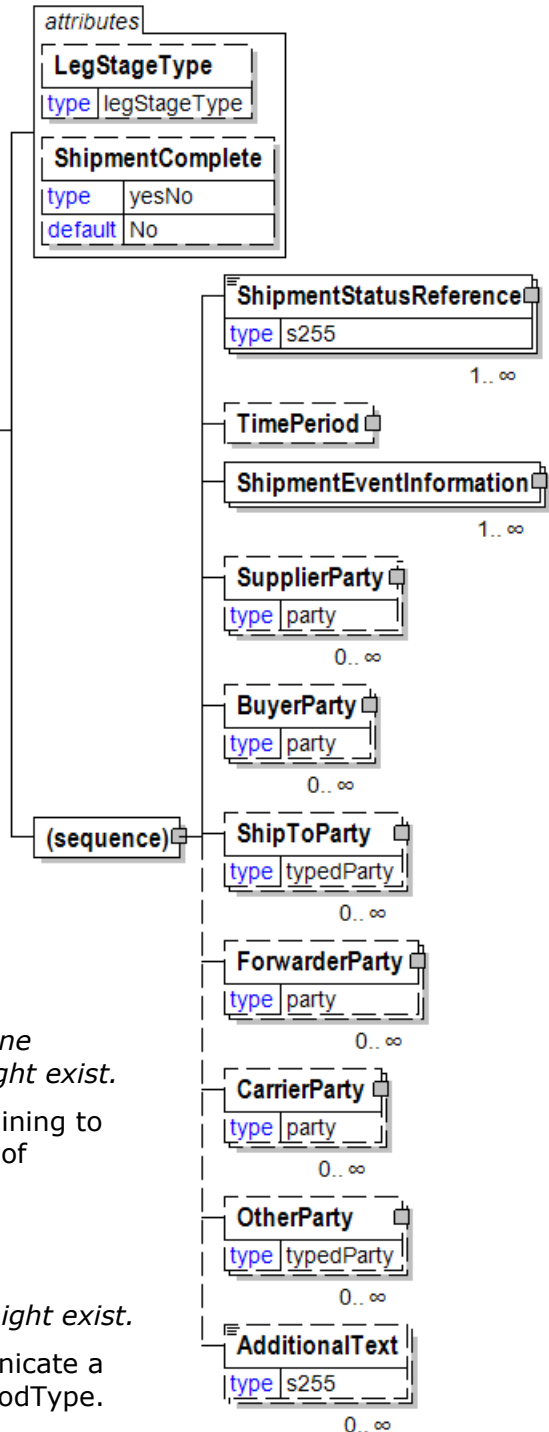 attributes
LegStageType
type legStageType
ShipmentComplete
type yesNo
default No
ShipmentStatusReference
type s255
1.. ∞
TimePeriod
ShipmentEventInformation
1.. ∞
SupplierParty
type party
0.. ∞
BuyerParty
type party
0.. ∞
(sequence)
ShipToParty
type typedParty
0.. ∞
ForwarderParty
type party
0.. ∞
CarrierParty
type party
0.. ∞
OtherParty
type typedParty
0.. ∞
AdditionalText
type s255
0.. ∞
ne
ght exist.
ining to
of
ight exist.
nicate a
odType.